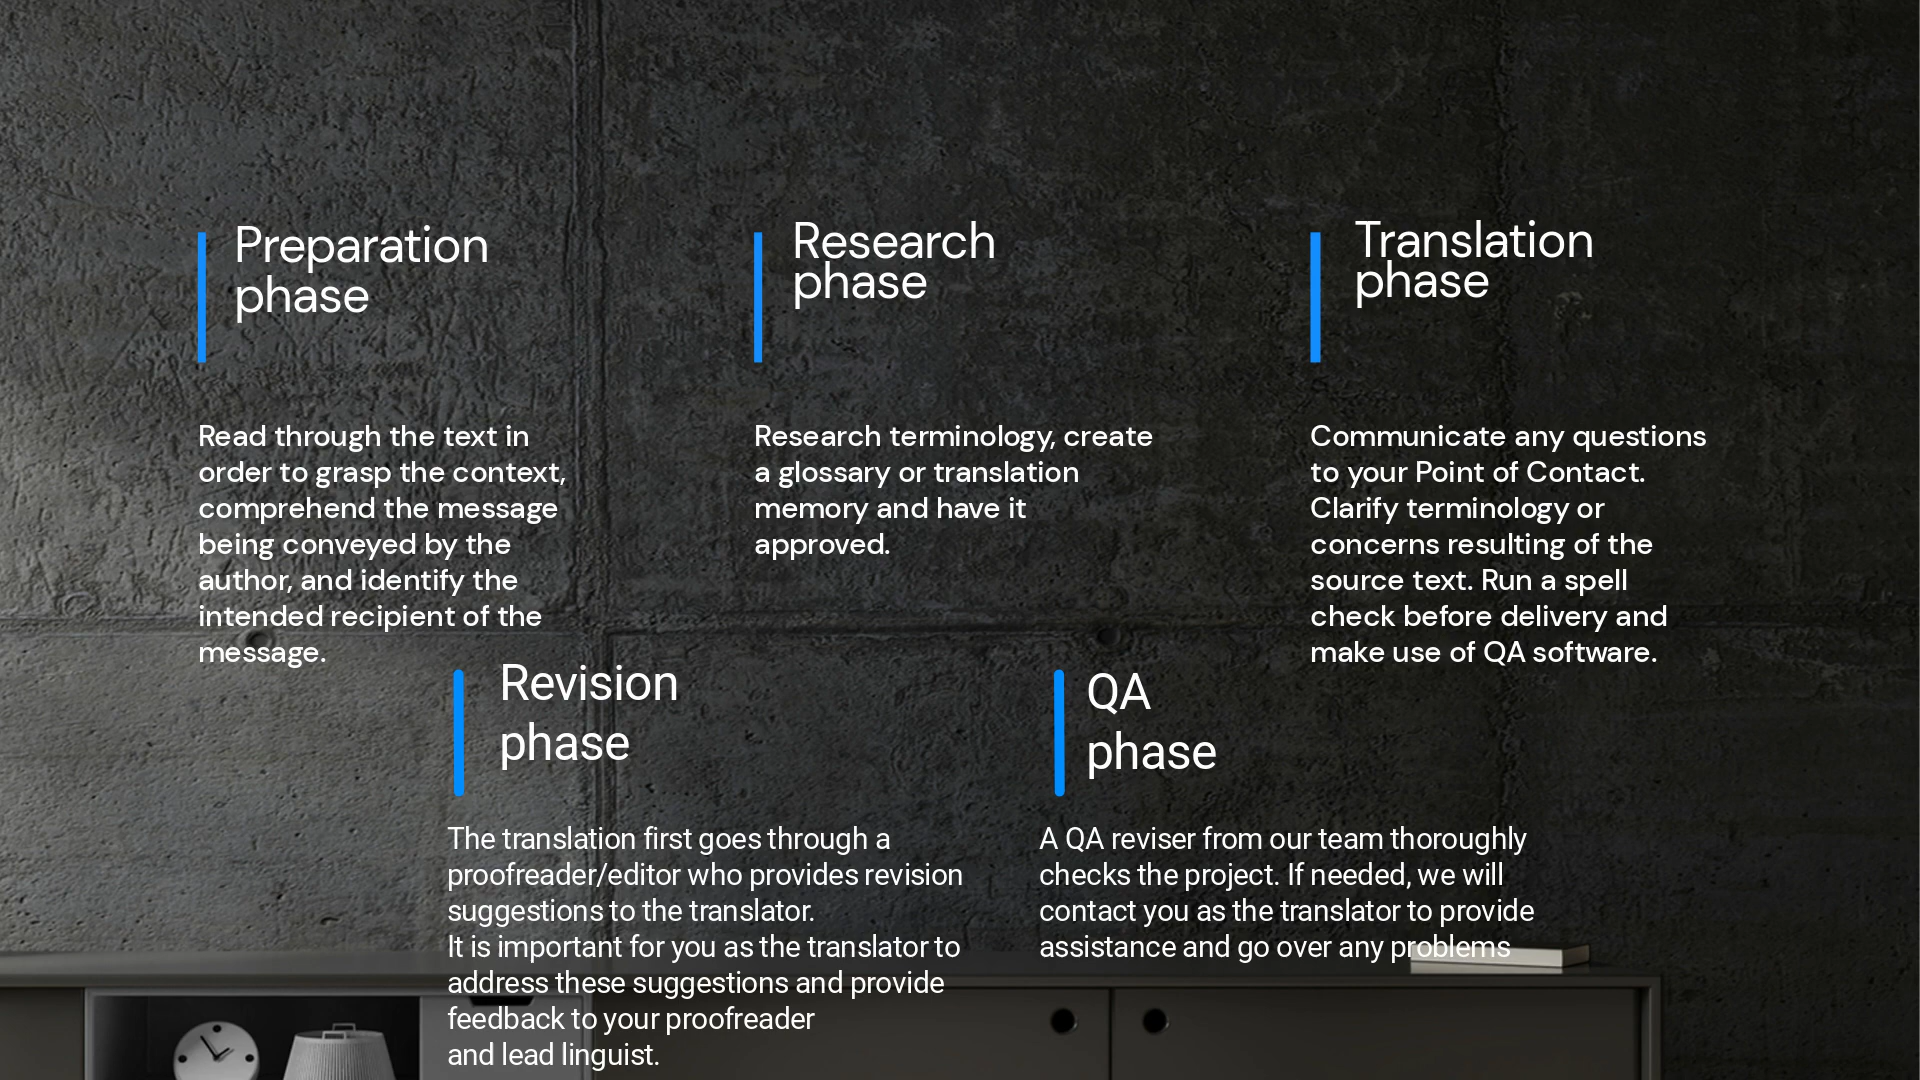 Preparation
phase
Read through the text in
order to grasp the context,
comprehend the message
being conveyed by the
author, and identify the
intended recipient of the
message.
Research
phase
Research terminology, create
a glossary or translation
memory and have it
approved.
Translation
phase
Communicate any questions
to your Point of Contact.
Clarify terminology or
concerns resulting of the
source text. Run a spell
check before delivery and
make use of QA software.
Revision
phase
The translation first goes through a
proofreader/editor who provides revision
suggestions to the translator.
It is important for you as the translator to
address these suggestions and provide
feedback to your proofreader
and lead linguist.
QA
phase
A QA reviser from our team thoroughly
checks the project. If needed, we will
contact you as the translator to provide
assistance and go over any problems